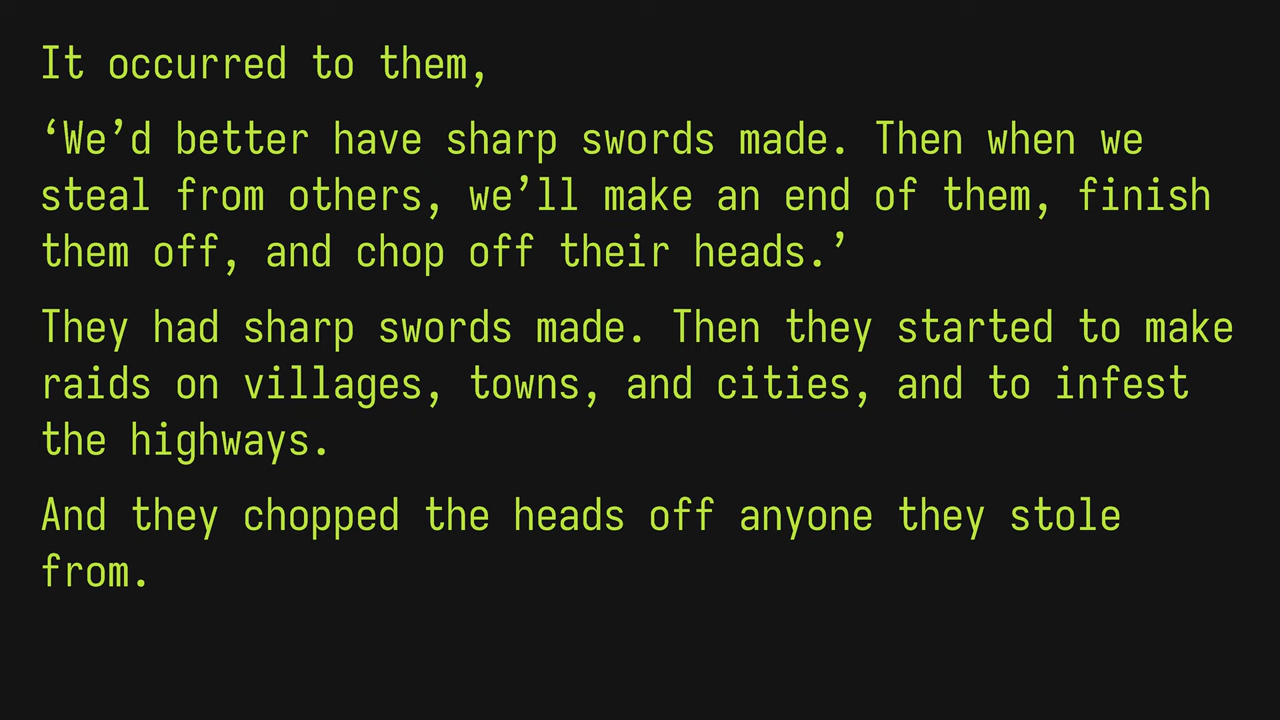 It occurred to them,
‘We’d better have sharp swords made. Then when we
steal from others, we’ll make an end of them, finish
them off, and chop off their heads.’
They had sharp swords made. Then they started to make
raids on villages, towns, and cities, and to infest
the highways.
And they chopped the heads off anyone they stole
from.